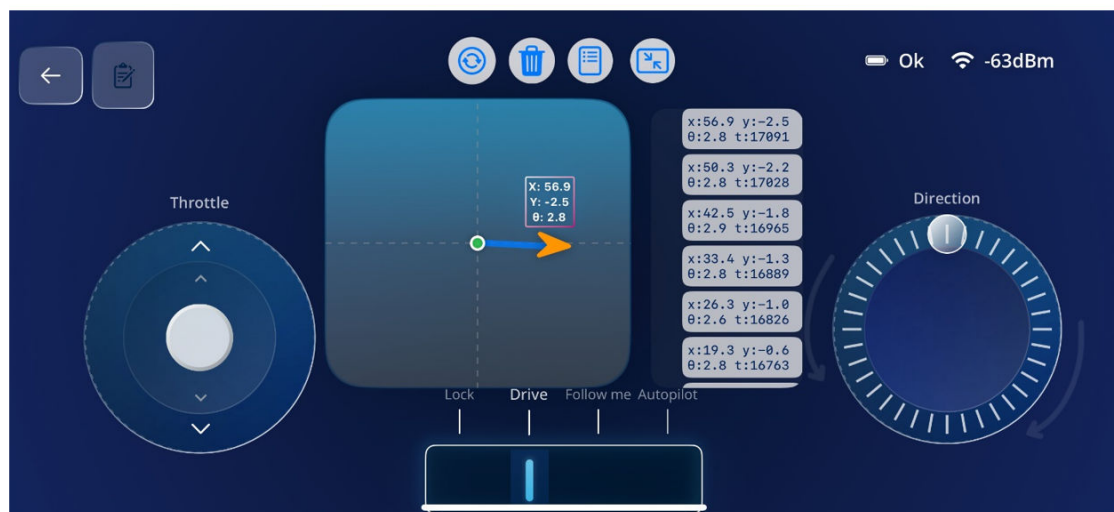 Ok -63dBm
Throttle
X: 56.9
Y: -2.5
θ: 2.8
x:56.9 y:-2.5
θ:2.8 t:17091
x:50.3 y:-2.2
θ:2.8 t:17028
x:42.5 y:-1.8
θ:2.9 t:16965
x:33.4 y:-1.3
θ:2.8 t:16889
x:26.3 y:-1.0
θ:2.6 t:16826
x:19.3 y:-0.6
θ:2.8 t:16763
Direction
Lock Drive Follow me Autopilot